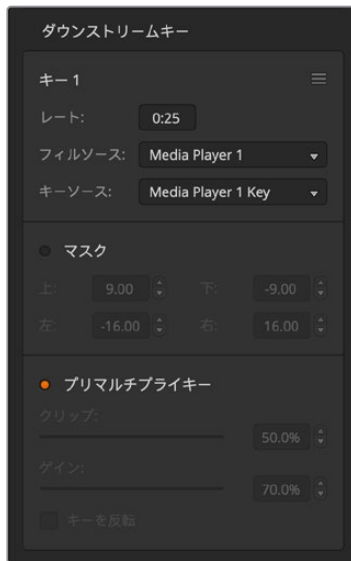 ダウンストリームキー
キー 1
レート: 0:25
フィルソース: Media Player 1
キーソース: Media Player 1 Key
マスク
上: 9.00 下: -9.00
左: -16.00 右: 16.00
プリマルチプライキー
クリップ:
50.0%
ゲイン:
70.0%
キーを反転